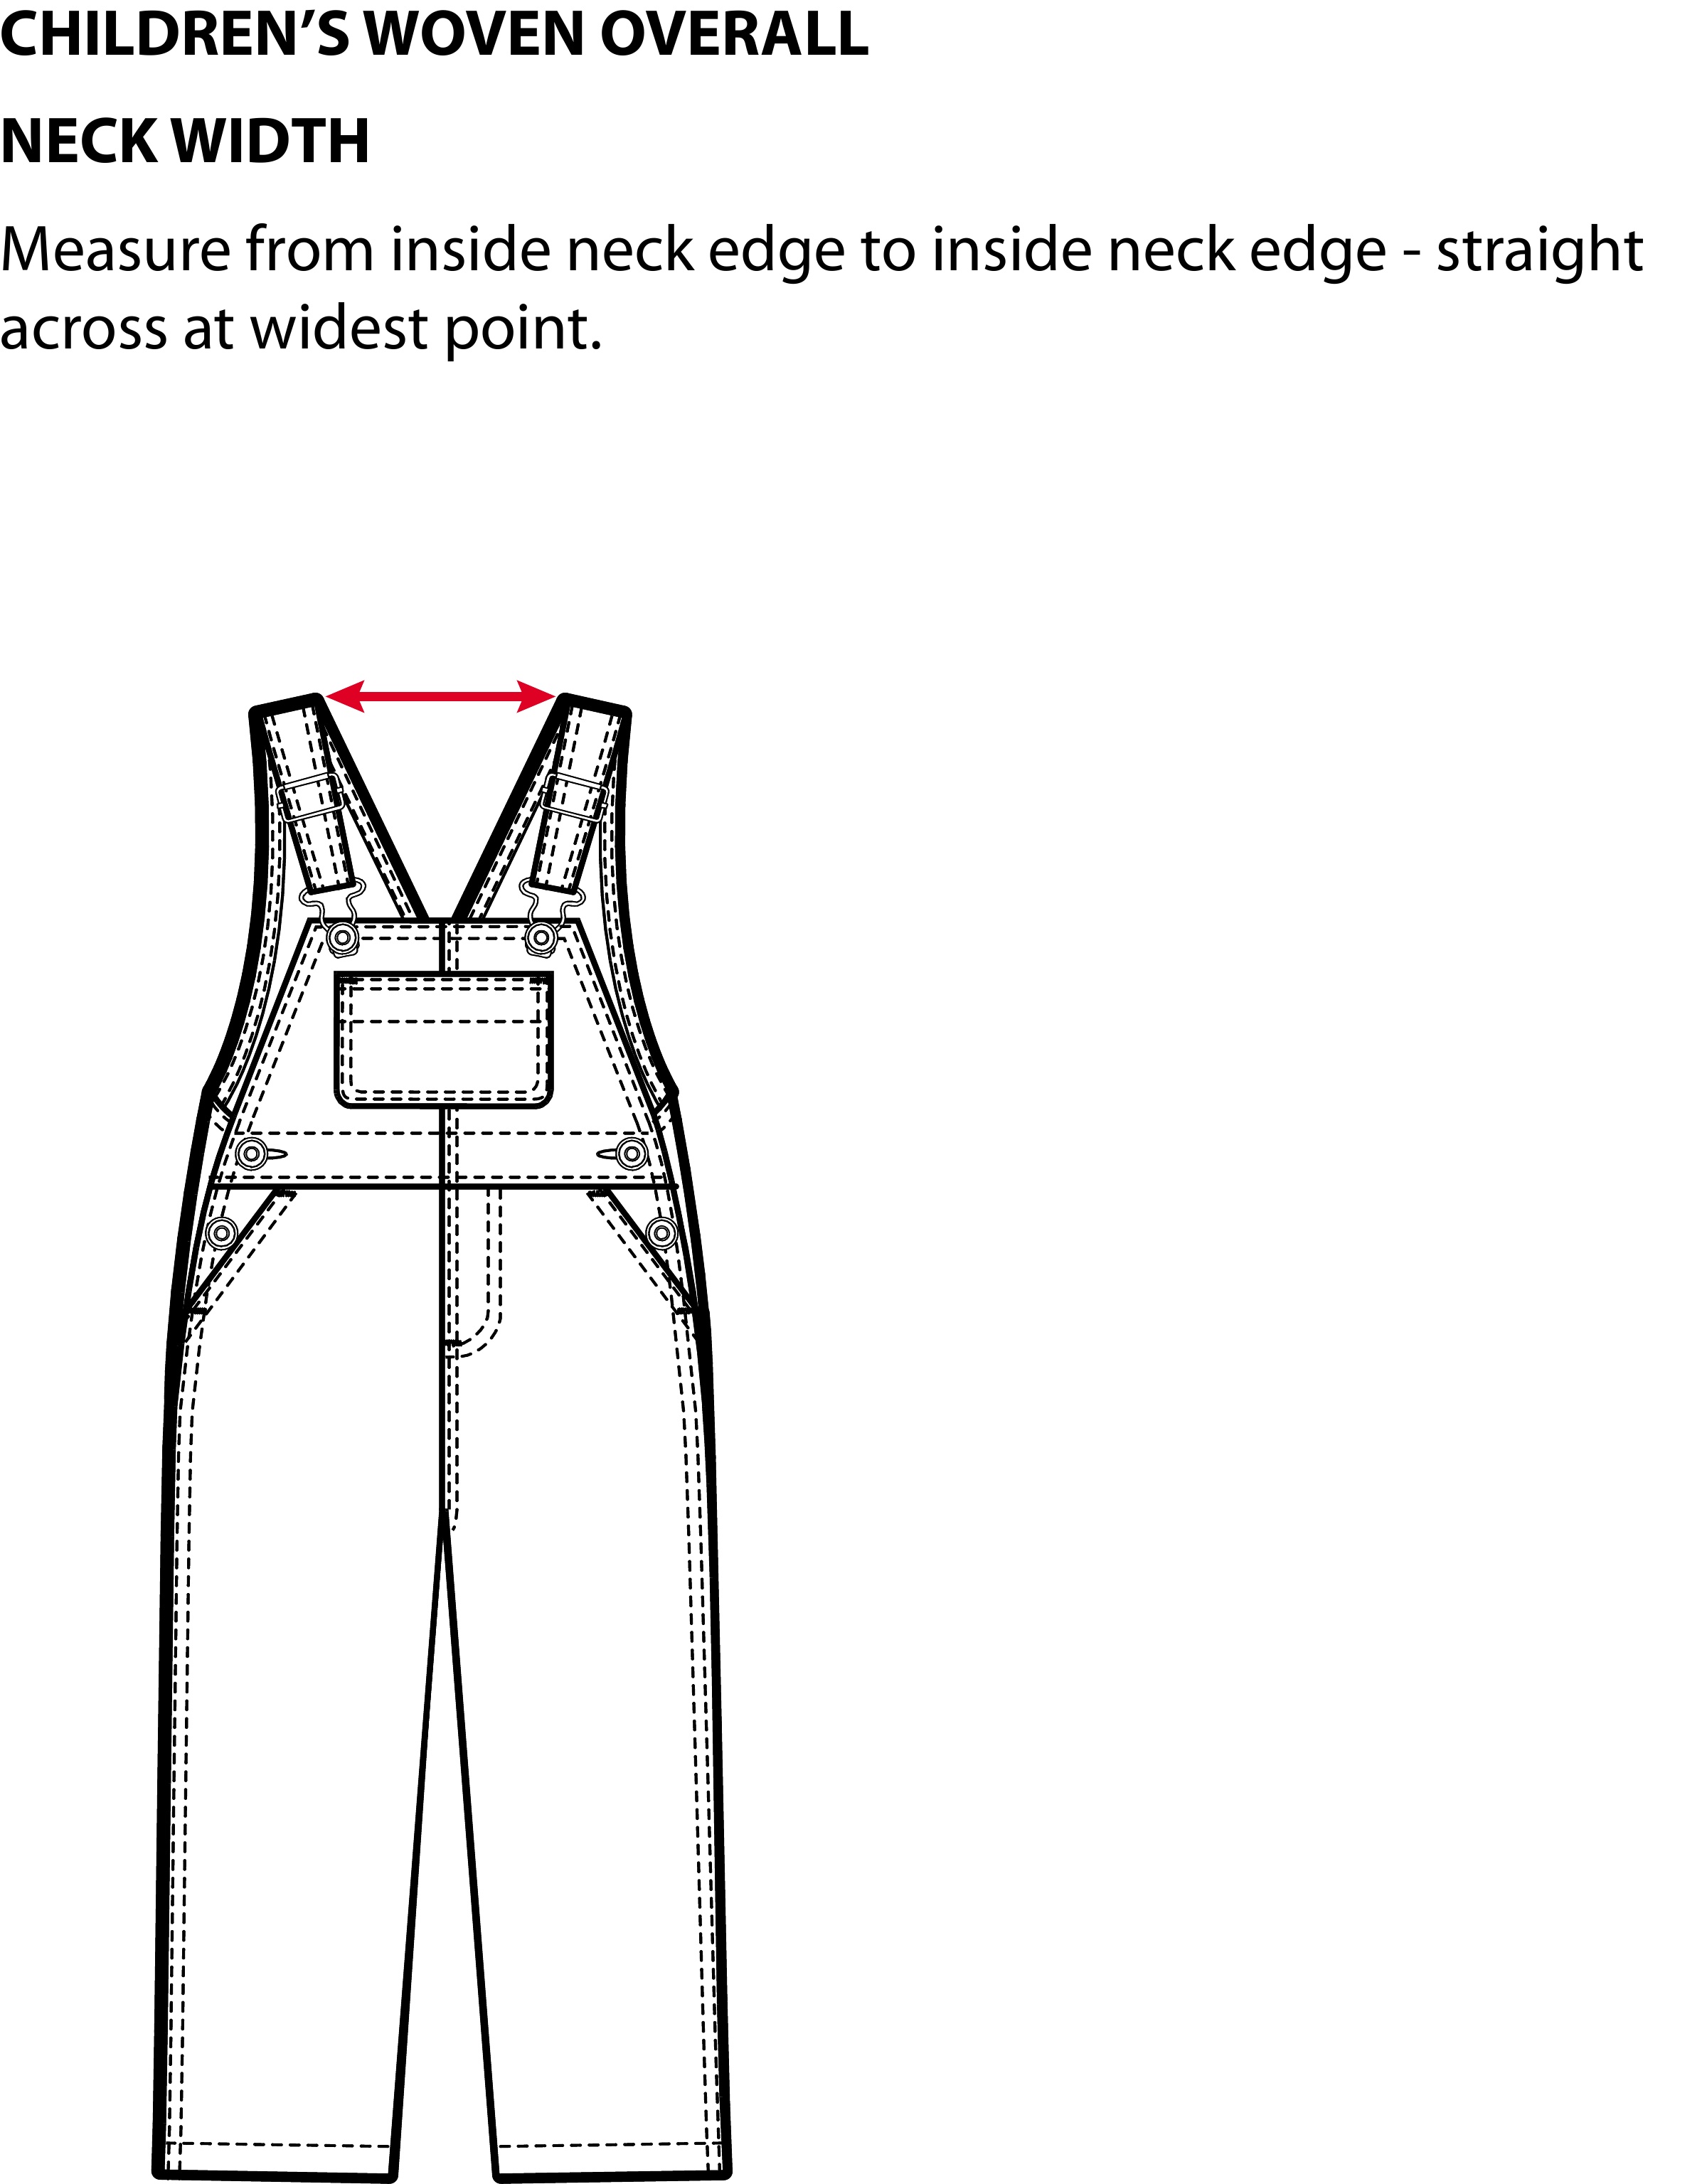 CHILDREN’S WOVEN OVERALL
NECK WIDTH
Measure from inside neck edge to inside neck edge - straight
across at widest point.